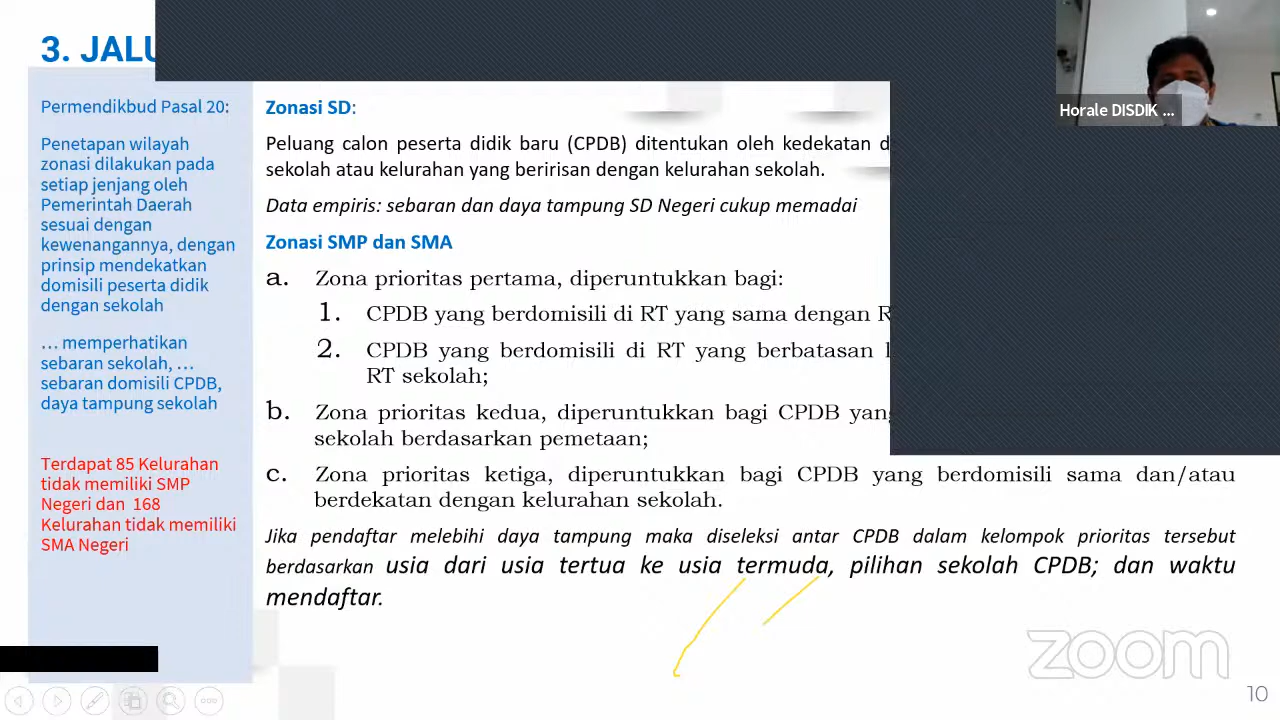 3. JALU
Permendikbud Pasal 20:
Penetapan wilayah
zonasi dilakukan pada
setiap jenjang oleh
Pemerintah Daerah
sesuai dengan
kewenangannya, dengan
prinsip mendekatkan
domisili peserta didik
dengan sekolah
... memperhatikan
sebaran sekolah, ...
sebaran domisili CPDB,
daya tampung sekolah
Terdapat 85 Kelurahan
tidak memiliki SMP
Negeri dan 168
Kelurahan tidak memiliki
SMA Negeri
Zonasi SD:
Peluang calon peserta didik baru (CPDB) ditentukan oleh kedekatan d
sekolah atau kelurahan yang beririsan dengan kelurahan sekolah.
Data empiris: sebaran dan daya tampung SD Negeri cukup memadai
Zonasi SMP dan SMA
a. Zona prioritas pertama, diperuntukkan bagi:
1. CPDB yang berdomisili di RT yang sama dengan R
2. CPDB yang berdomisili di RT yang berbatasan l
RT sekolah;
b. Zona prioritas kedua, diperuntukkan bagi CPDB yang
sekolah berdasarkan pemetaan;
c. Zona prioritas ketiga, diperuntukkan bagi CPDB yang berdomisili sama dan/atau
berdekatan dengan kelurahan sekolah.
Jika pendaftar melebihi daya tampung maka diseleksi antar CPDB dalam kelompok prioritas tersebut
berdasarkan usia dari usia tertua ke usia termuda, pilihan sekolah CPDB; dan waktu
mendaftar.
Horale DISDIK ...
zoom
10